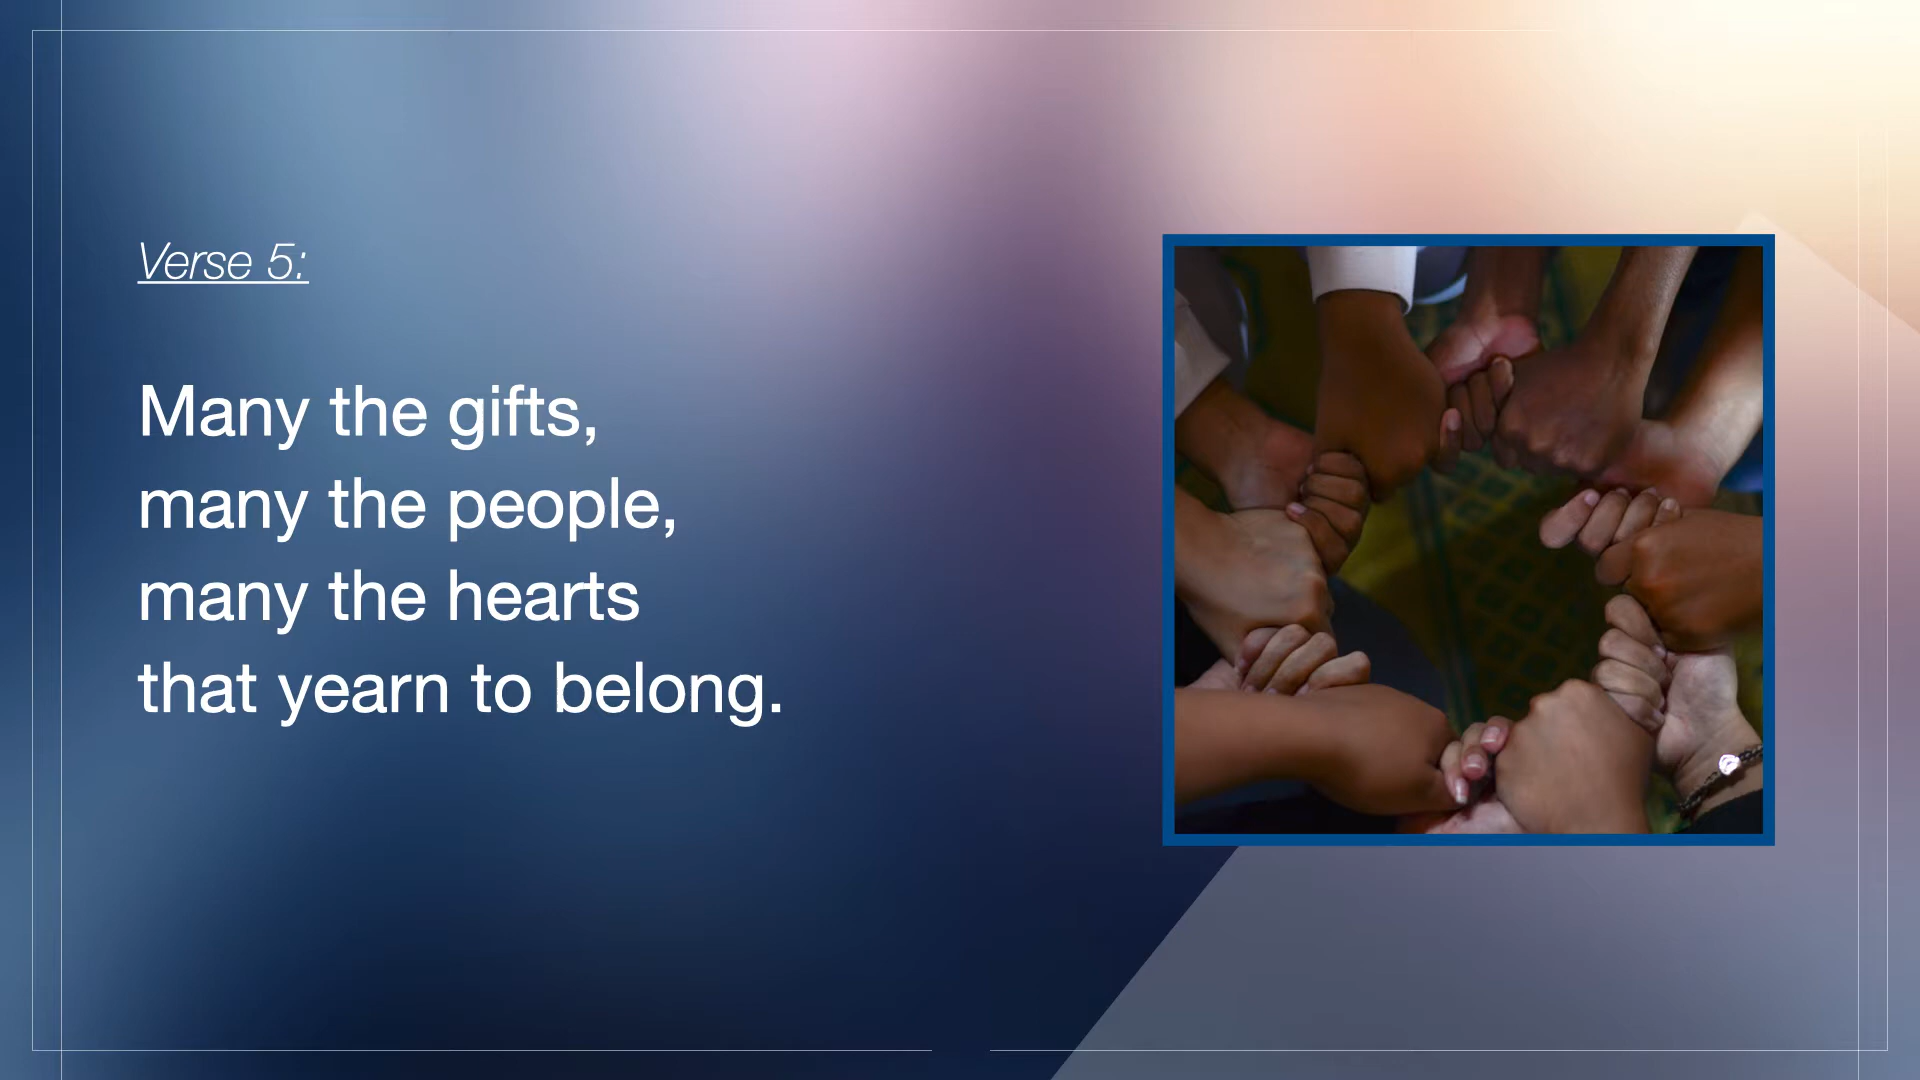 Verse 5:
Many the gifts,
many the people,
many the hearts
that yearn to belong.